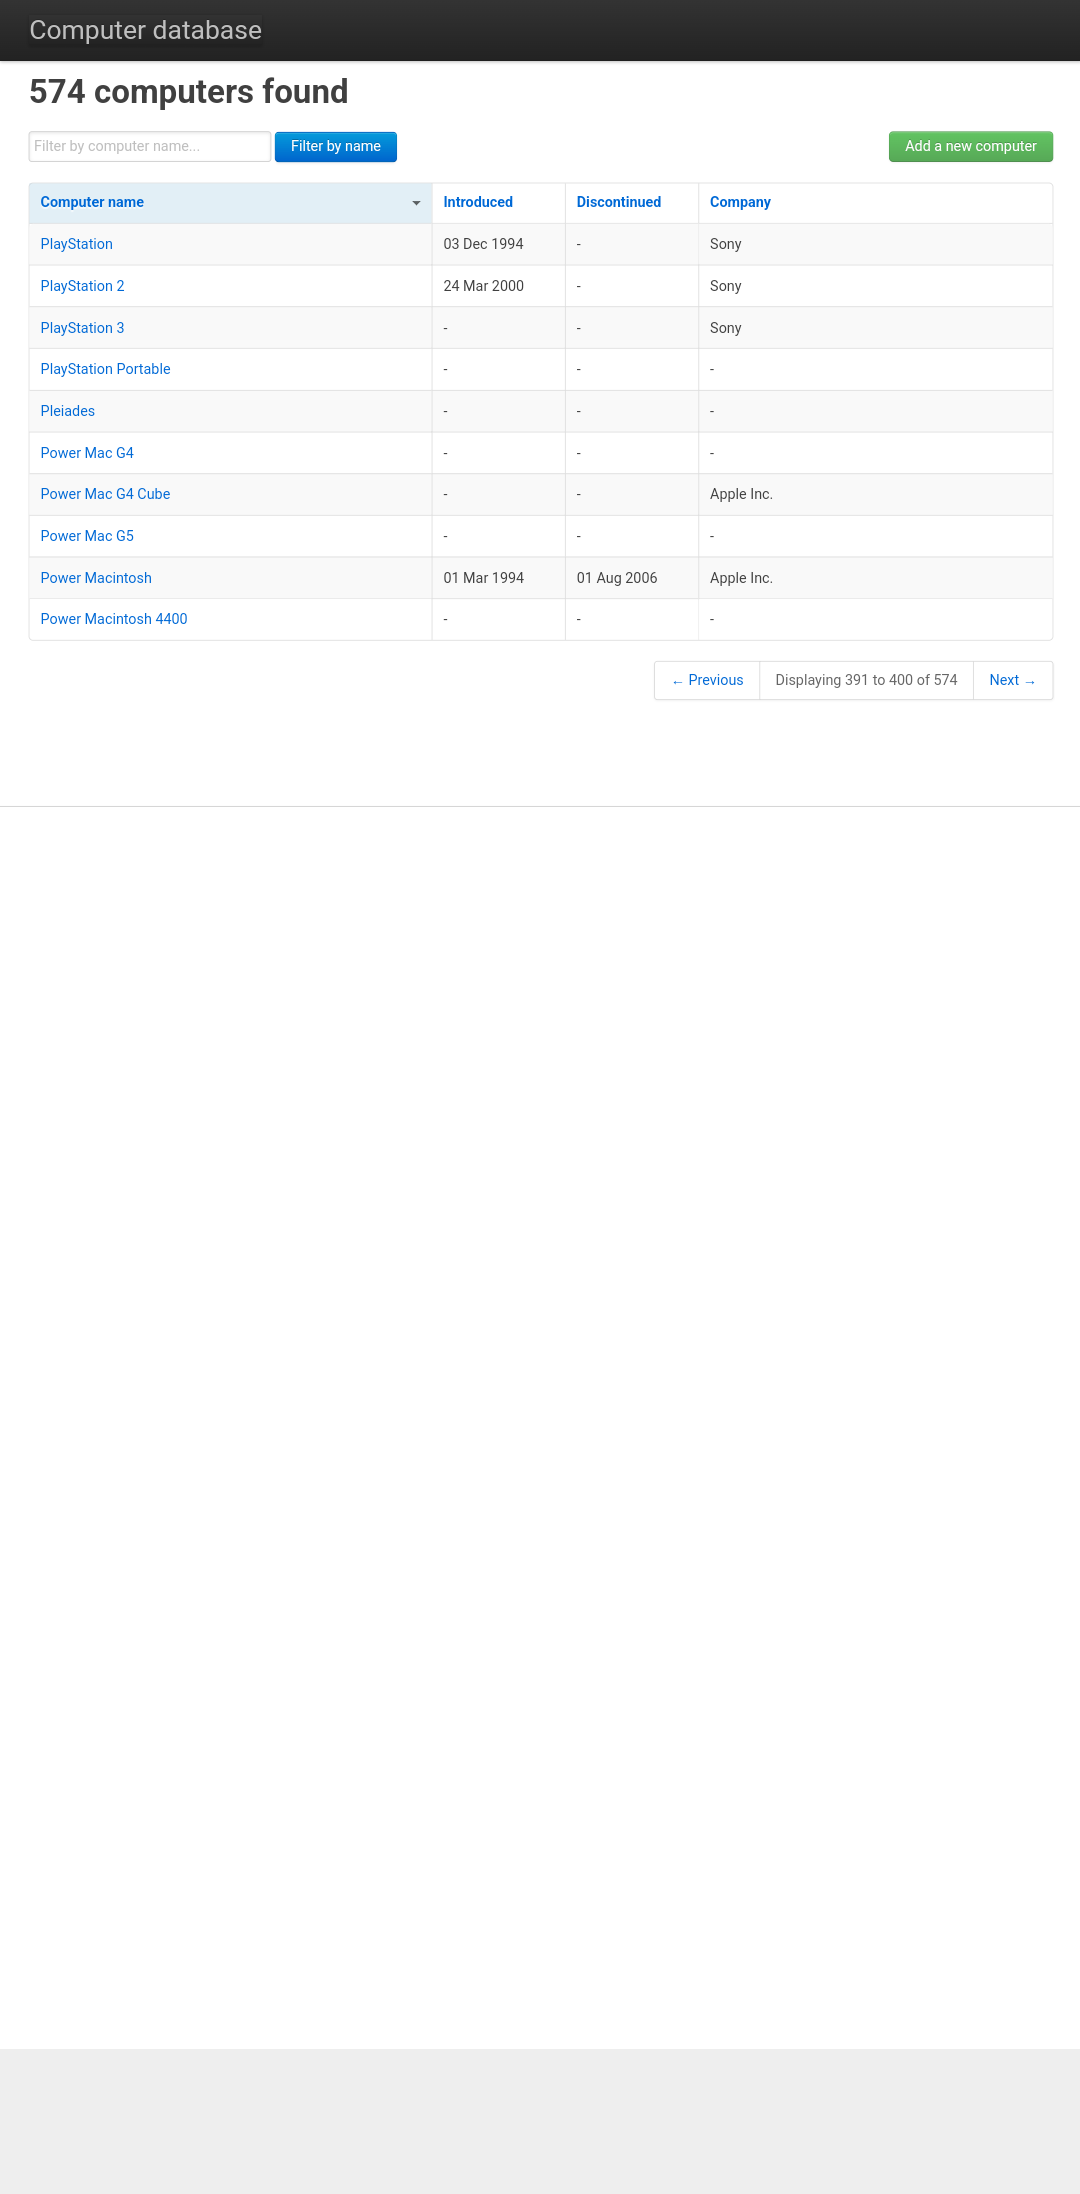 Computer database
574 computers found
Filter by computer name... Filter by name Add a new computer
Computer name Introduced Discontinued Company
PlayStation 03 Dec 1994 - Sony
PlayStation 2 24 Mar 2000 - Sony
PlayStation 3 - - Sony
PlayStation Portable - - -
Pleiades - - -
Power Mac G4 - - -
Power Mac G4 Cube - - Apple Inc.
Power Mac G5 - - -
Power Macintosh 01 Mar 1994 01 Aug 2006 Apple Inc.
Power Macintosh 4400 - - -
← Previous Displaying 391 to 400 of 574 Next →